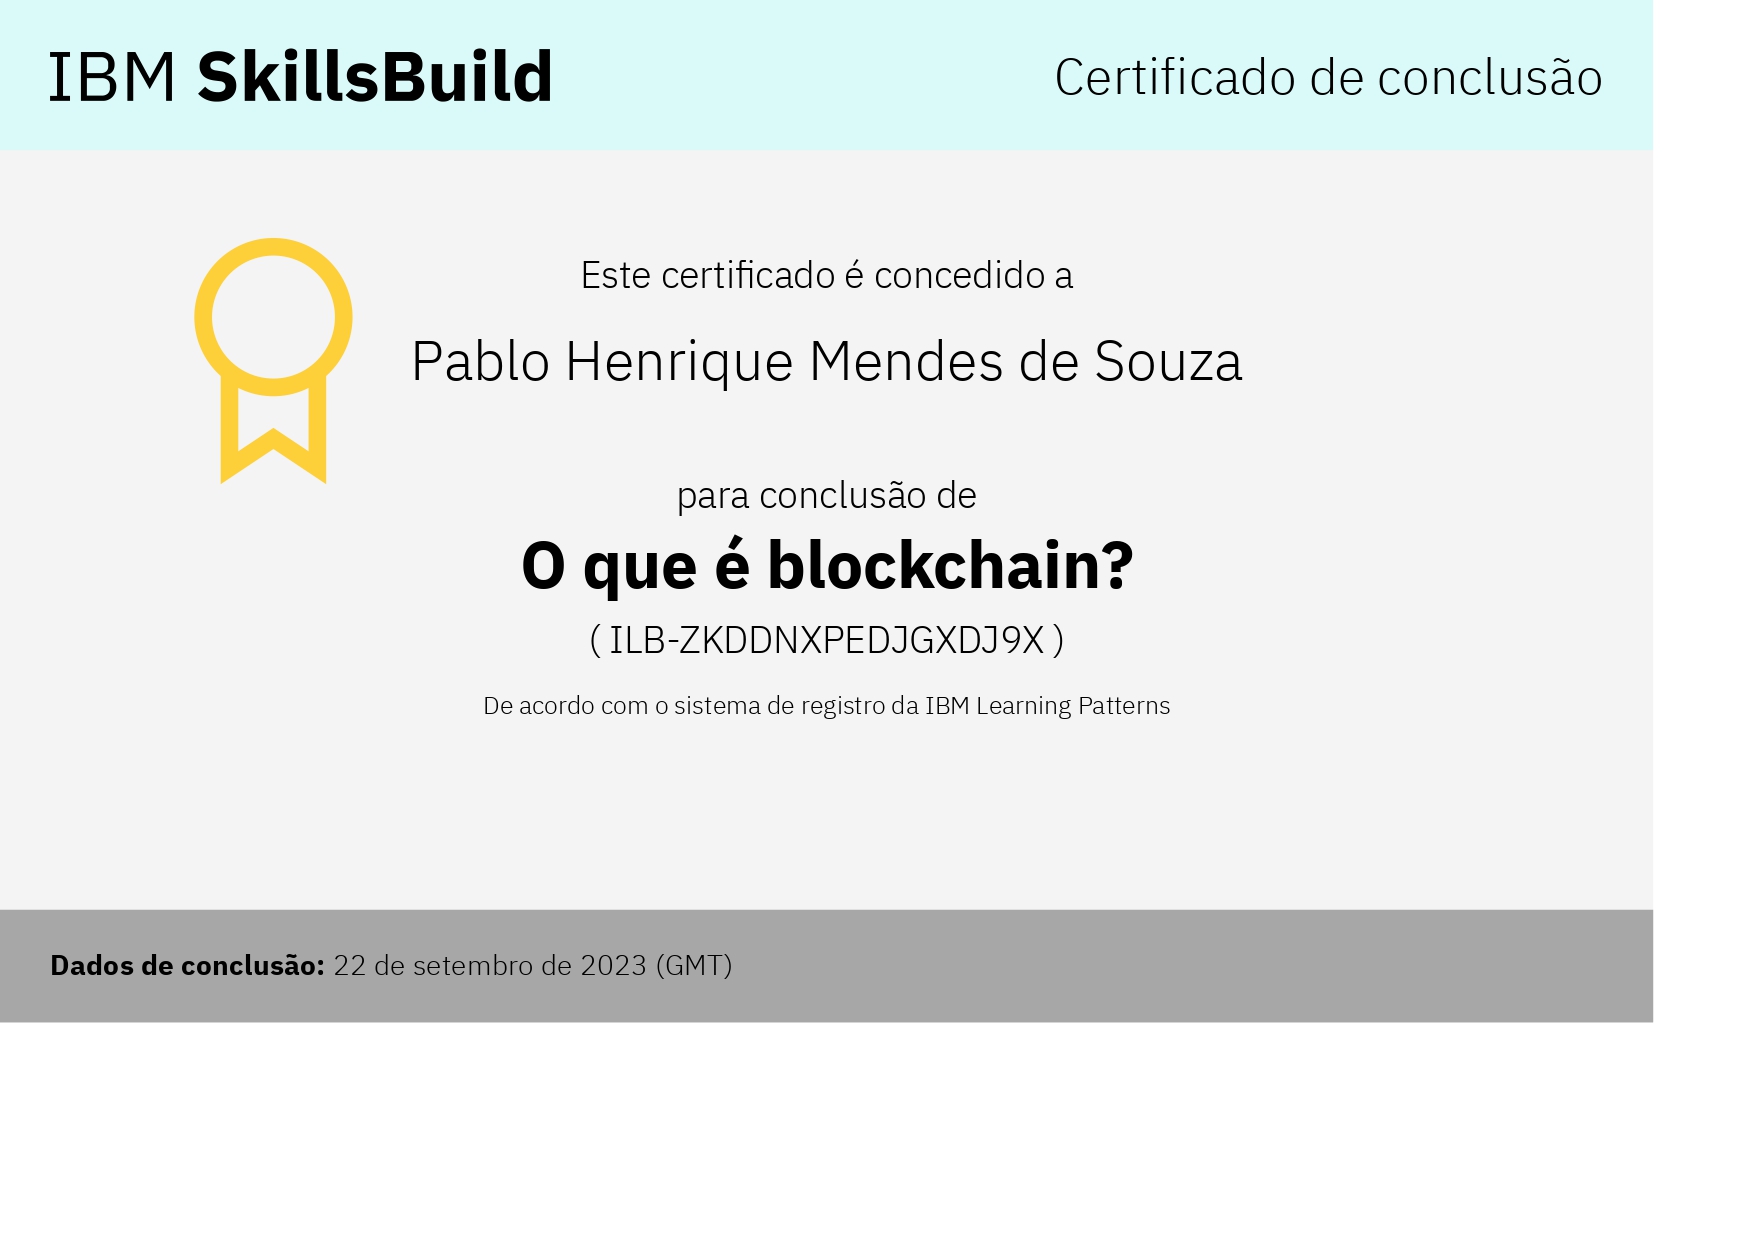 IBM SkillsBuild
Certificado de conclusão
Este certificado é concedido a
Pablo Henrique Mendes de Souza
para conclusão de
O que é blockchain?
( ILB-ZKDDNXPEDJGXDJ9X )
De acordo com o sistema de registro da IBM Learning Patterns
Dados de conclusão: 22 de setembro de 2023 (GMT)